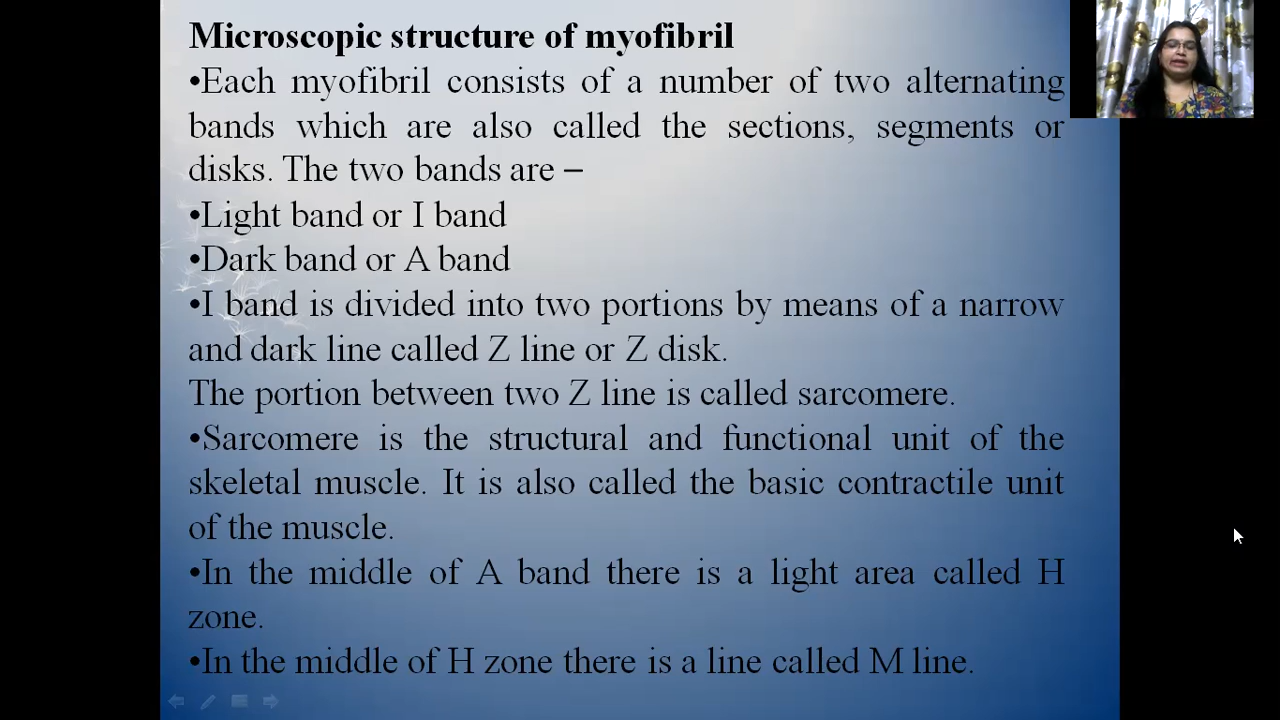 Microscopic structure of myofibril
•Each myofibril consists of a number of two alternating
bands which are also called the sections, segments or
disks. The two bands are –
•Light band or I band
•Dark band or A band
•I band is divided into two portions by means of a narrow
and dark line called Z line or Z disk.
The portion between two Z line is called sarcomere.
•Sarcomere is the structural and functional unit of the
skeletal muscle. It is also called the basic contractile unit
of the muscle.
•In the middle of A band there is a light area called H
zone.
•In the middle of H zone there is a line called M line.